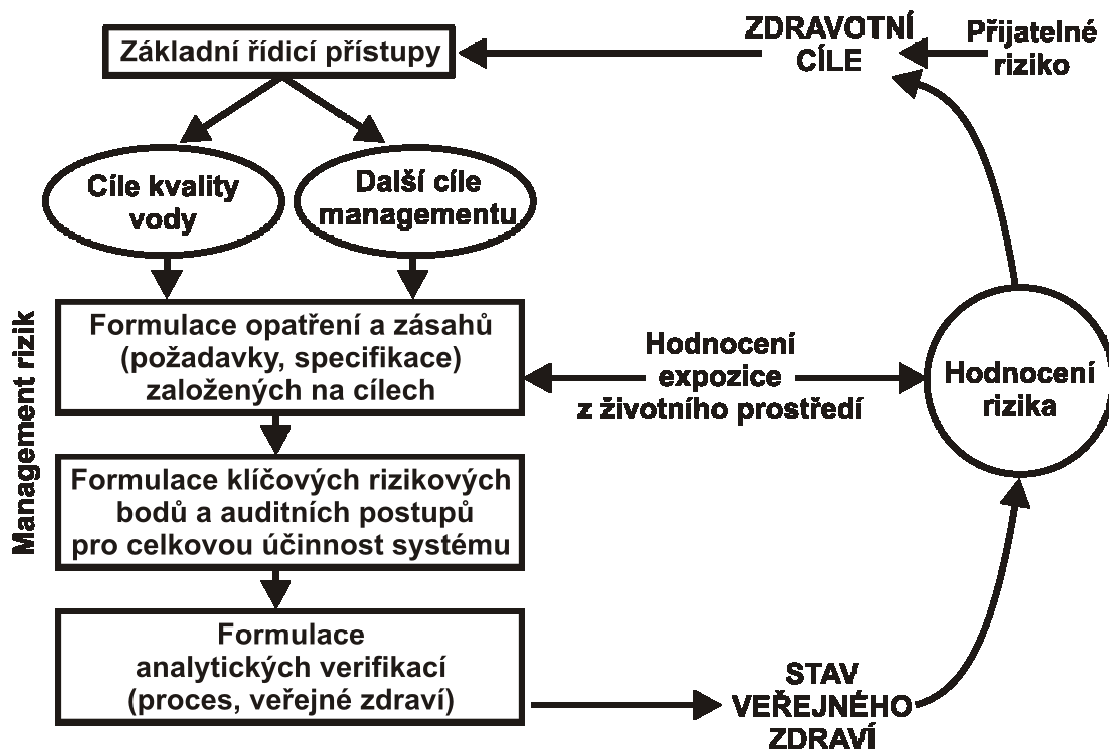 Základní řídicí přístupy
ZDRAVOTNÍ
CÍLE
Přijatelné
riziko
Cíle kvality
vody
Další cíle
managementu
Management rizik
Formulace opatření a zásahů
(požadavky, specifikace)
založených na cílech
Hodnocení
expozice
z životního prostředí
Hodnocení
rizika
Formulace klíčových rizikových
bodů a auditních postupů
pro celkovou účinnost systému
Formulace
analytických verifikací
(proces, veřejné zdraví)
STAV
VEŘEJNÉHO
ZDRAVÍ